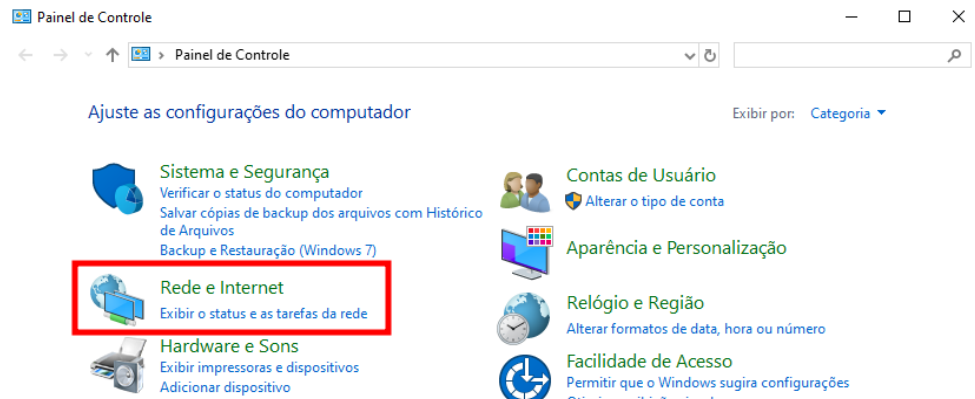 Painel de Controle
Painel de Controle
Ajuste as configurações do computador
Exibir por: Categoria
Sistema e Segurança
Verificar o status do computador
Salvar cópias de backup dos arquivos com Histórico
de Arquivos
Backup e Restauração (Windows 7)
Rede e Internet
Exibir o status e as tarefas da rede
Hardware e Sons
Exibir impressoras e dispositivos
Adicionar dispositivo
Contas de Usuário
Alterar o tipo de conta
Aparência e Personalização
Relógio e Região
Alterar formatos de data, hora ou número
Facilidade de Acesso
Permitir que o Windows sugira configurações